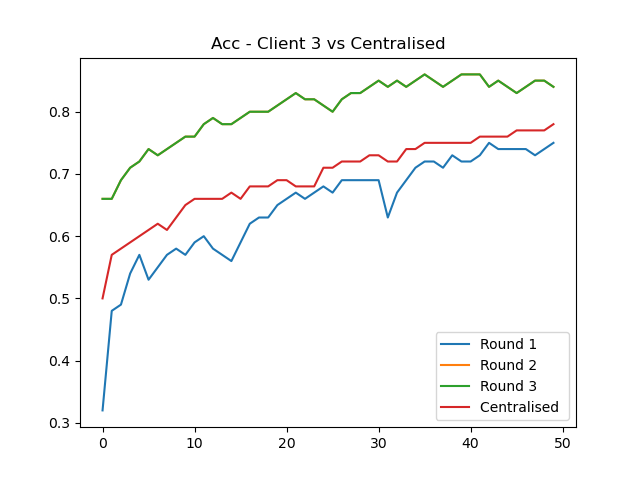 Acc - Client 3 vs Centralised
0.8
0.7
0.6
0.5
0.4
0.3
Round 1
Round 2
Round 3
Centralised
0 10 20 30 40 50